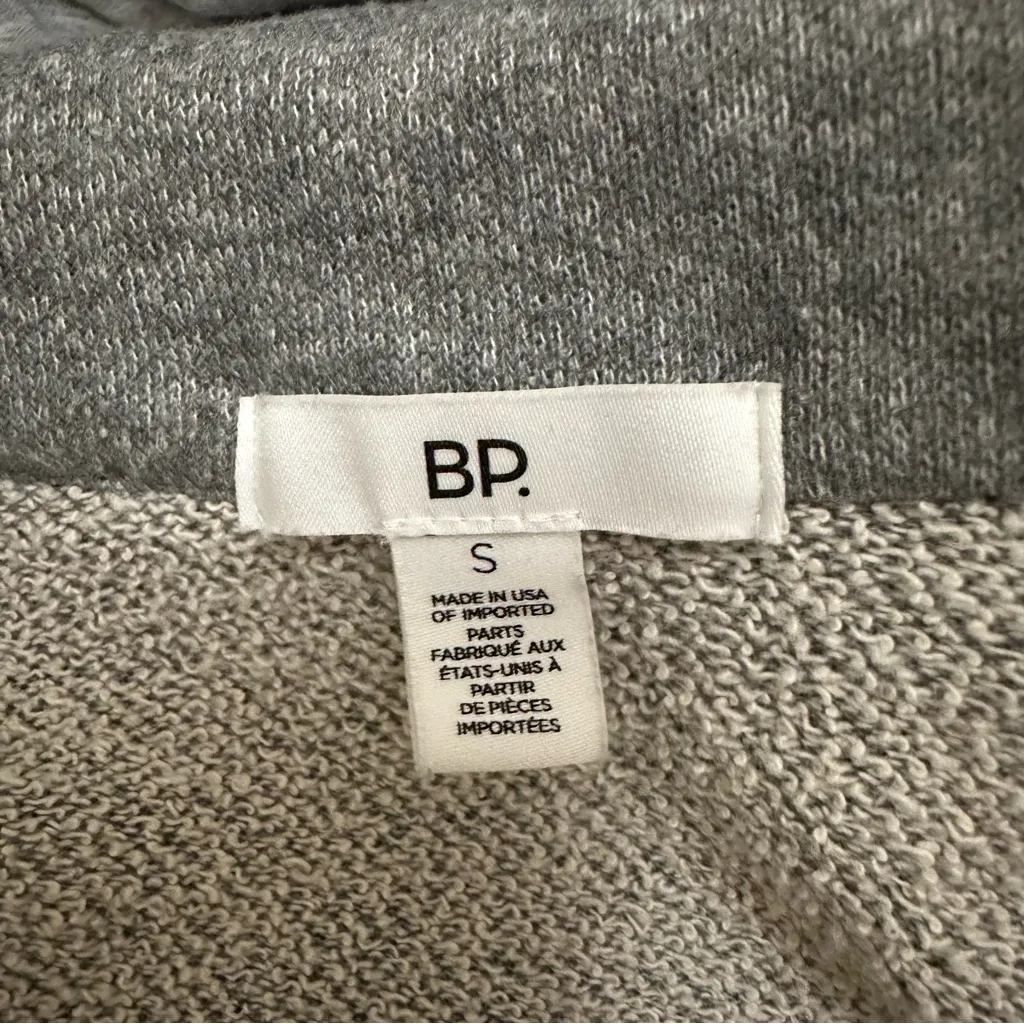 BP.
S
MADE IN USA
OF IMPORTED
PARTS
FABRIQUÉ AUX
ÉTATS-UNIS À
PARTIR
DE PIÈCES
IMPORTÉES